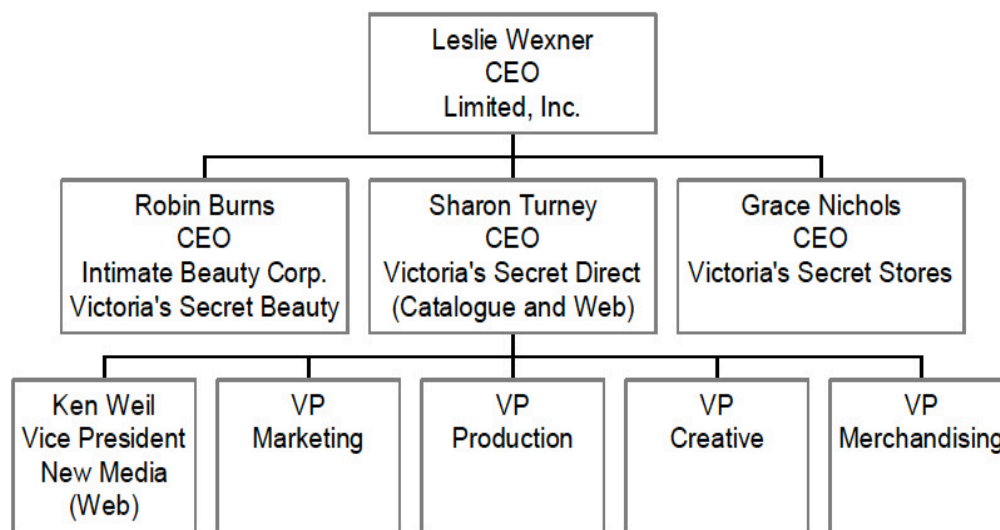 Leslie Wexner
CEO
Limited, Inc.
Robin Burns
CEO
Intimate Beauty Corp.
Victoria's Secret Beauty
Sharon Turney
CEO
Victoria's Secret Direct
(Catalogue and Web)
Grace Nichols
CEO
Victoria's Secret Stores
Ken Weil
Vice President
New Media
(Web)
VP
Marketing
VP
Production
VP
Creative
VP
Merchandising